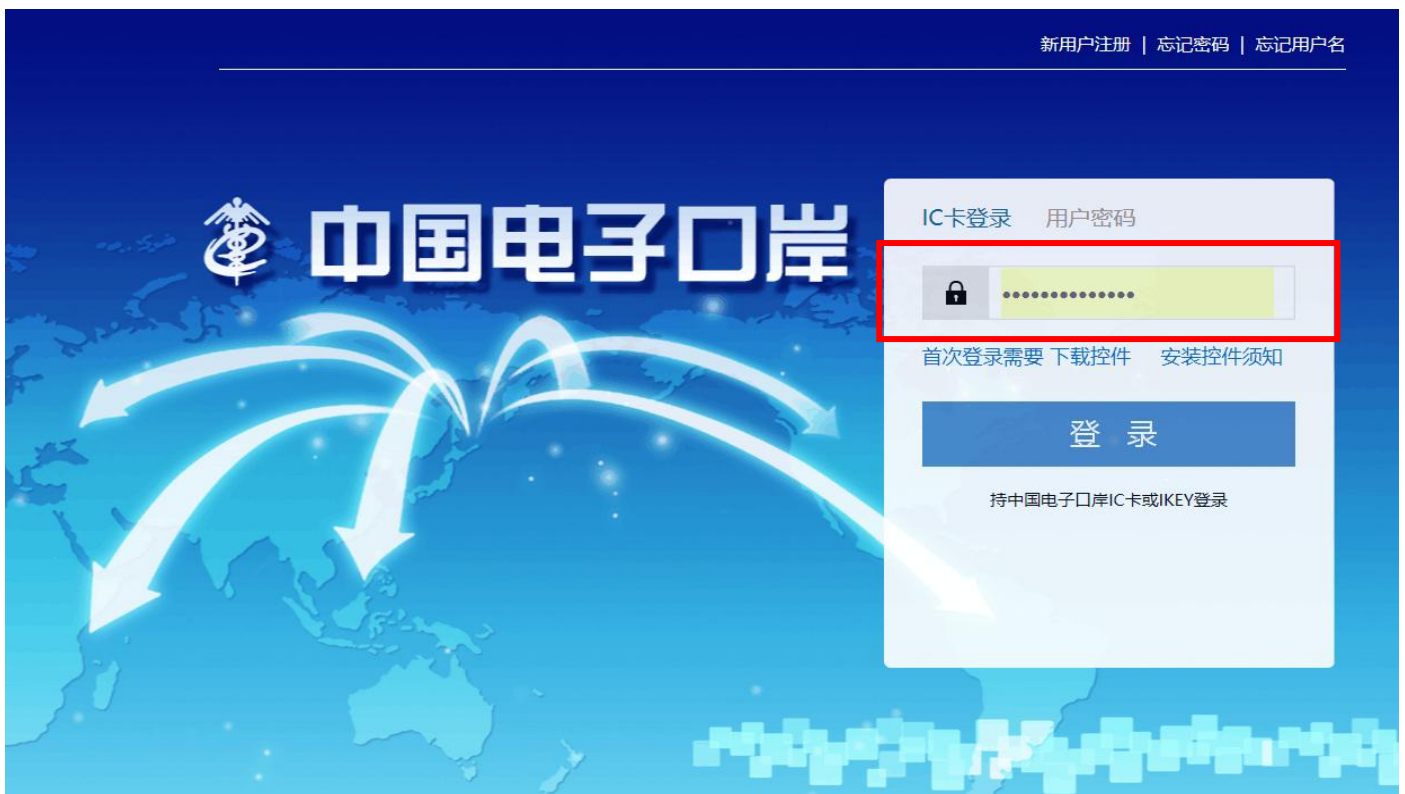 新用户注册 | 忘记密码 | 忘记用户名
中国电子口岸
IC卡登录 用户密码
••••••••••••••
首次登录需要 下载控件 安装控件须知
登 录
持中国电子口岸IC卡或IKEY登录